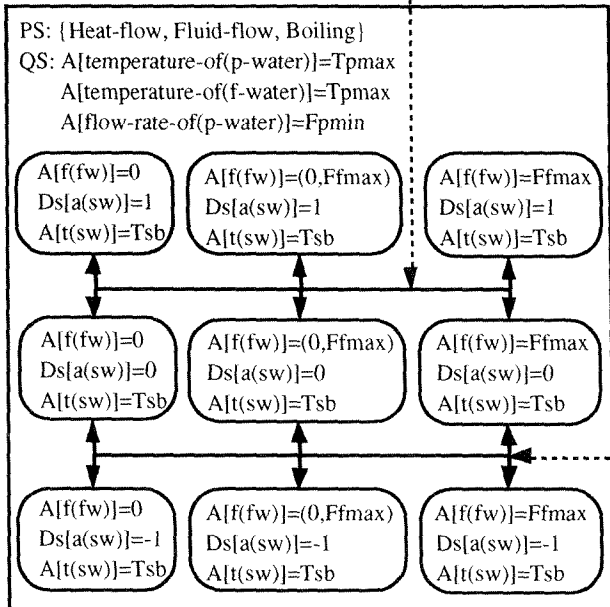 PS: {Heat-flow, Fluid-flow, Boiling}
QS: A[temperature-of(p-water)]=Tpmax
A[temperature-of(f-water)]=Tpmax
A[flow-rate-of(p-water)]=Fpmin
A[f(fw)]=0
Ds[a(sw)]=1
A[t(sw)]=Tsb
A[f(fw)]=(0,Ffmax)
Ds[a(sw)]=1
A[t(sw)]=Tsb
A[f(fw)]=Ffmax
Ds[a(sw)]=1
A[t(sw)]=Tsb
A[f(fw)]=0
Ds[a(sw)]=0
A[t(sw)]=Tsb
A[f(fw)]=(0,Ffmax)
Ds[a(sw)]=0
A[t(sw)]=Tsb
A[f(fw)]=Ffmax
Ds[a(sw)]=0
A[t(sw)]=Tsb
A[f(fw)]=0
Ds[a(sw)]=-1
A[t(sw)]=Tsb
A[f(fw)]=(0,Ffmax)
Ds[a(sw)]=-1
A[t(sw)]=Tsb
A[f(fw)]=Ffmax
Ds[a(sw)]=-1
A[t(sw)]=Tsb